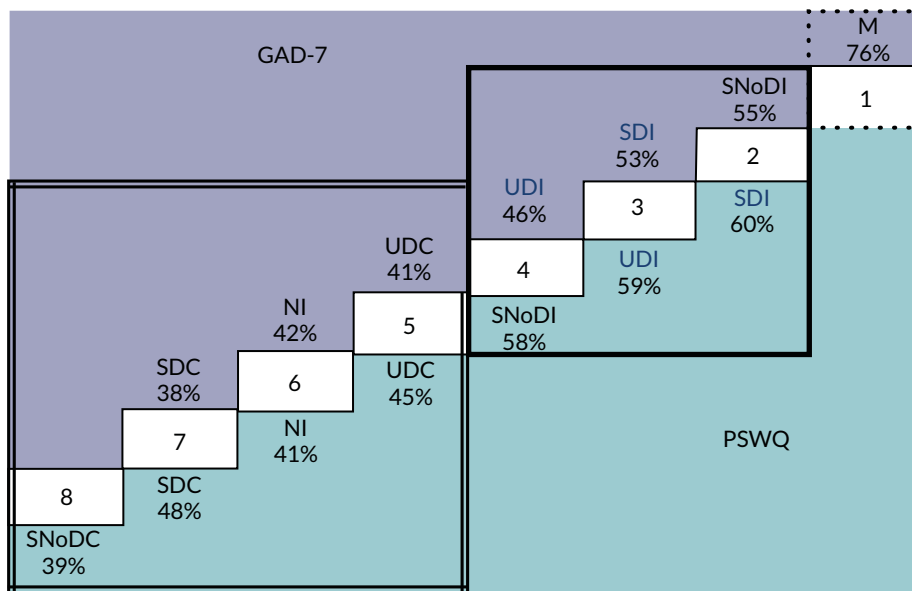 M
76%
GAD-7
1
SNoDI
55%
SDI
53%
2
UDI
46%
3
SDI
60%
UDC
41%
4
UDI
59%
NI
42%
5
SNoDI
58%
SDC
38%
6
UDC
45%
7
NI
41%
PSWQ
8
SDC
48%
SNoDC
39%